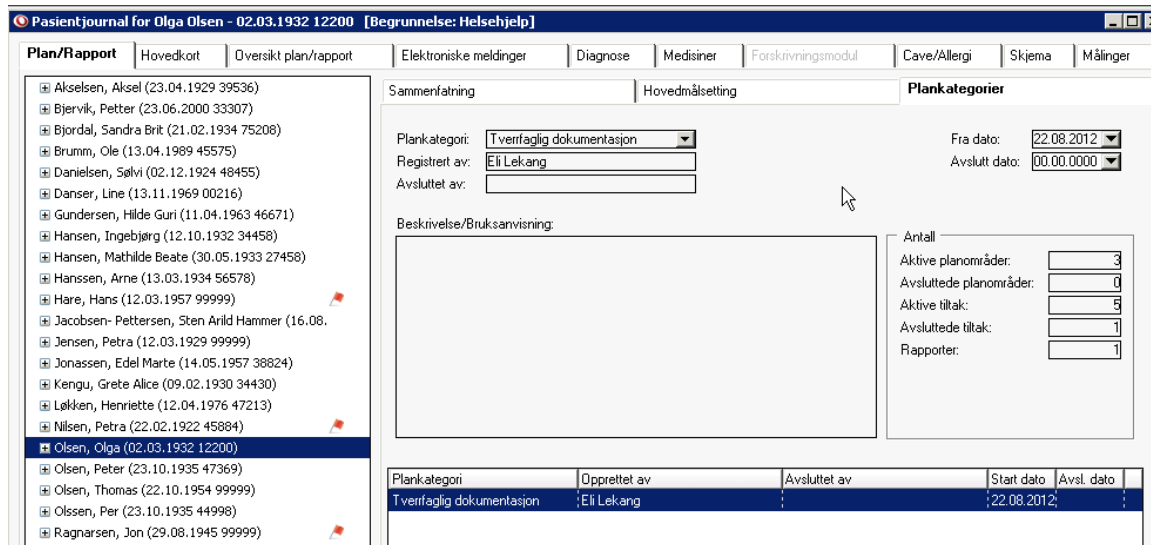 Pasientjournal for Olga Olsen - 02.03.1932 12200 [Begrunnelse: Helsehjelp]
Plan/Rapport Hovedkort Oversikt plan/rapport Elektroniske meldinger Diagnose Medisiner Forskrivningsmodul Cave/Allergi Skjema Målinger
Akselsen, Aksel (23.04.1929 39536)
Bjervik, Petter (23.06.2000 33307)
Bjordal, Sandra Brit (21.02.1934 75208)
Brumm, Ole (13.04.1989 45575)
Danielsen, Sølvi (02.12.1924 48455)
Danser, Line (13.11.1969 00216)
Gundersen, Hilde Guri (11.04.1963 46671)
Hansen, Ingebjørg (12.10.1932 34458)
Hansen, Mathilde Beate (30.05.1933 27458)
Hanssen, Arne (13.03.1934 56578)
Hare, Hans (12.03.1957 99999)
Jacobsen- Pettersen, Sten Arild Hammer (16.08.
Jensen, Petra (12.03.1929 99999)
Jonassen, Edel Marte (14.05.1957 38824)
Kengu, Grete Alice (09.02.1930 34430)
Løkken, Henriette (12.04.1976 47213)
Nilsen, Petra (22.02.1922 45884)
Olsen, Olga (02.03.1932 12200)
Olsen, Peter (23.10.1935 47369)
Olsen, Thomas (22.10.1954 99999)
Olssen, Per (23.10.1935 44998)
Ragnarsen, Jon (29.08.1945 99999)
Sammenfatning Hovedmålsetting Plankategorier
Plankategori: Tverrfaglig dokumentasjon Fra dato: 22.08.2012
Registrert av: Eli Lekang Avslutt dato: 00.00.0000
Avsluttet av:
Beskrivelse/Bruksanvisning:
Antall
Aktive planområder: 3
Avsluttede planområder: 0
Aktive tiltak: 5
Avsluttede tiltak: 1
Rapporter: 1
Plankategori Opprettet av Avsluttet av Start dato Avsl. dato
Tverrfaglig dokumentasjon Eli Lekang 22.08.2012